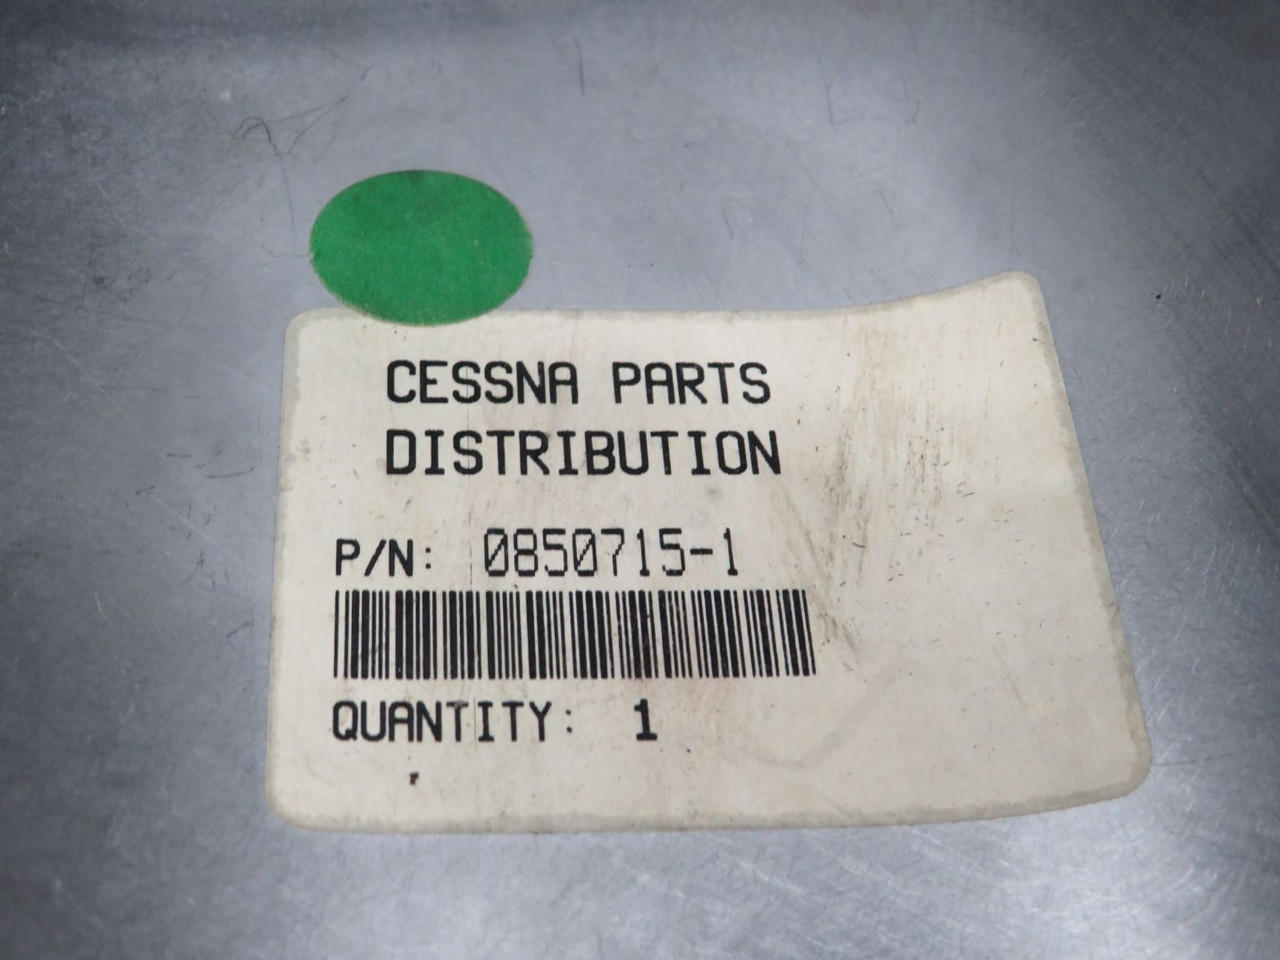 CESSNA PARTS
DISTRIBUTION
P/N: 0850715-1
QUANTITY: 1